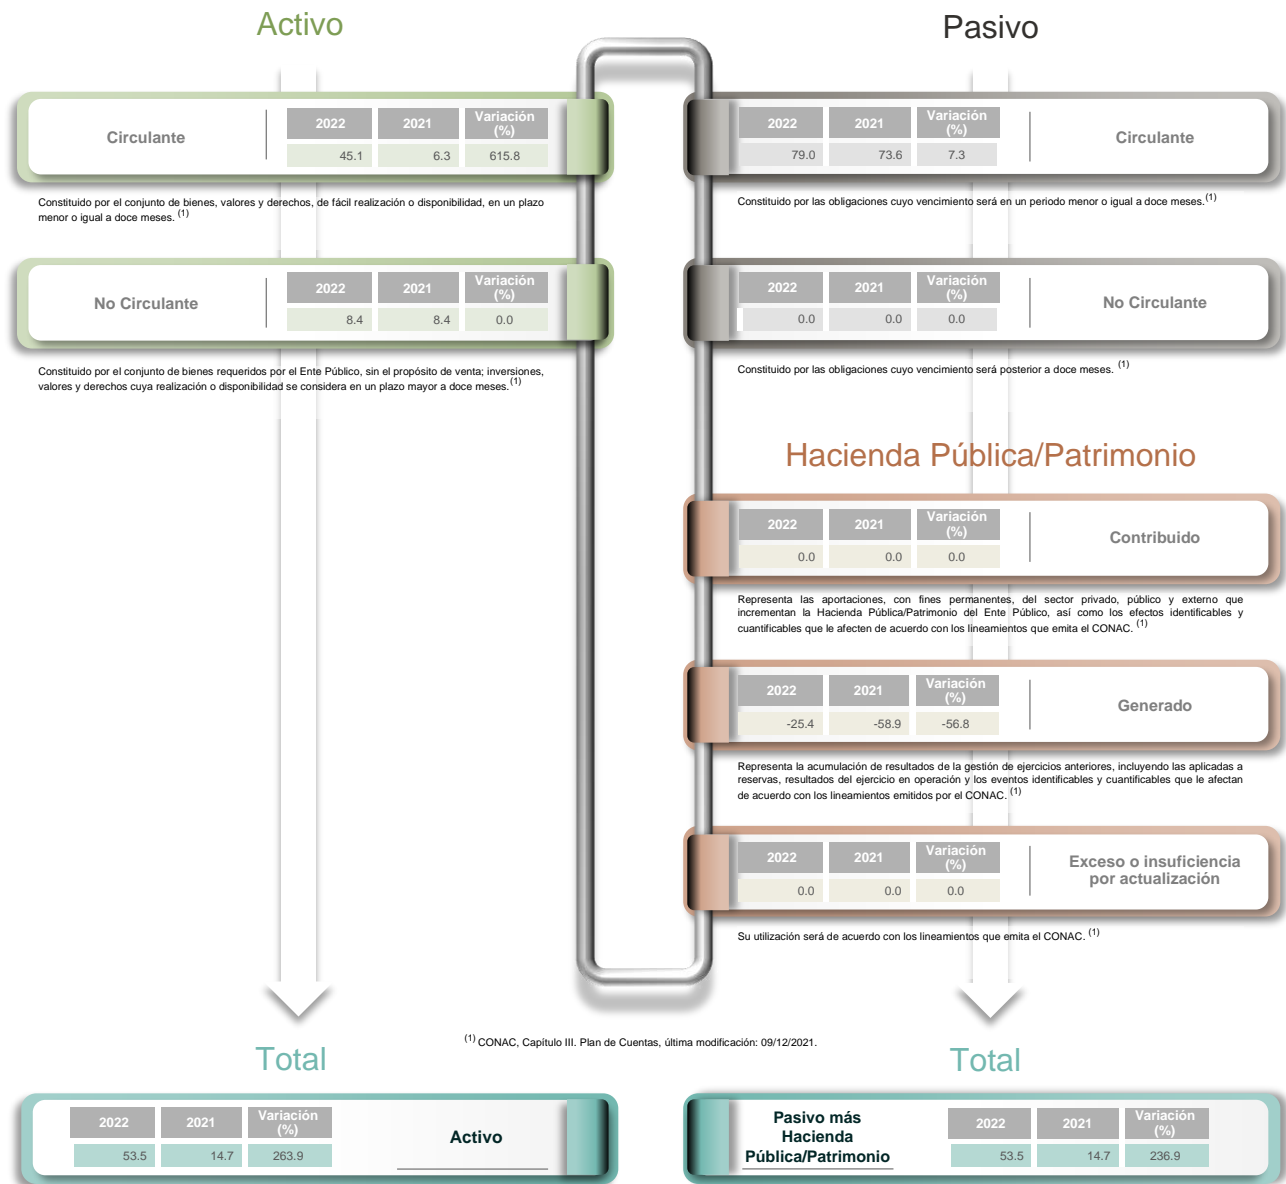 Activo
Circulante
2022 2021 Variación (%)
45.1 6.3 615.8
Constituido por el conjunto de bienes, valores y derechos, de fácil realización o disponibilidad, en un plazo
menor o igual a doce meses. (1)
No Circulante
2022 2021 Variación (%)
8.4 8.4 0.0
Constituido por el conjunto de bienes requeridos por el Ente Público, sin el propósito de venta; inversiones,
valores y derechos cuya realización o disponibilidad se considera en un plazo mayor a doce meses. (1)
Pasivo
2022 2021 Variación (%)
79.0 73.6 7.3
Circulante
Constituido por las obligaciones cuyo vencimiento será en un periodo menor o igual a doce meses. (1)
2022 2021 Variación (%)
0.0 0.0 0.0
No Circulante
Constituido por las obligaciones cuyo vencimiento será posterior a doce meses. (1)
Hacienda Pública/Patrimonio
2022 2021 Variación (%)
0.0 0.0 0.0
Contribuido
Representa las aportaciones, con fines permanentes, del sector privado, público y externo que
incrementan la Hacienda Pública/Patrimonio del Ente Público, así como los efectos identificables y
cuantificables que le afecten de acuerdo con los lineamientos que emita el CONAC. (1)
2022 2021 Variación (%)
-25.4 -58.9 -56.8
Generado
Representa la acumulación de resultados de la gestión de ejercicios anteriores, incluyendo las aplicadas a
reservas, resultados del ejercicio en operación y los eventos identificables y cuantificables que le afectan
de acuerdo con los lineamientos emitidos por el CONAC. (1)
2022 2021 Variación (%)
0.0 0.0 0.0
Exceso o insuficiencia
por actualización
Su utilización será de acuerdo con los lineamientos que emita el CONAC. (1)
(1) CONAC, Capítulo III. Plan de Cuentas, última modificación: 09/12/2021.
Total
2022 2021 Variación (%)
53.5 14.7 263.9
Activo
Total
Pasivo más
Hacienda
Pública/Patrimonio
2022 2021 Variación (%)
53.5 14.7 236.9